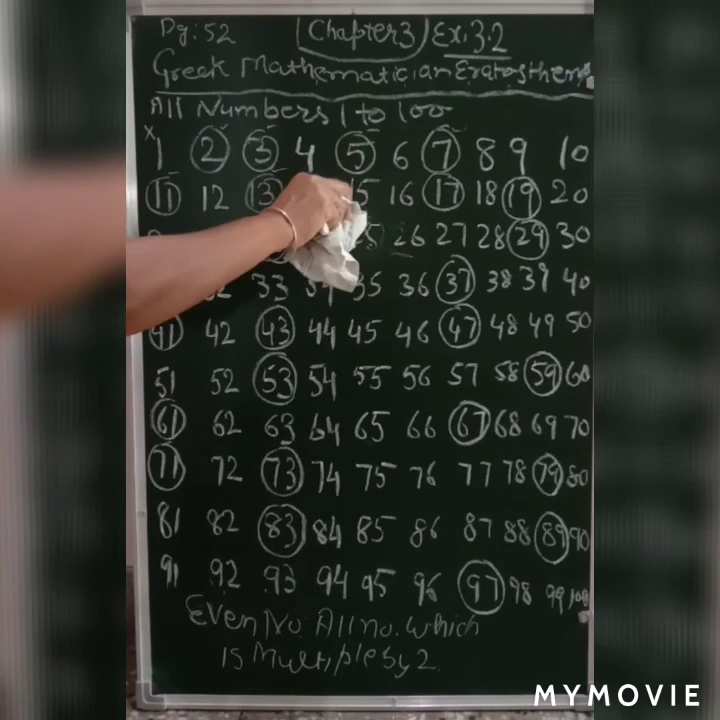 Pg: 52 Chapter 3 Ex. 3.2
Greek Mathematician Eratosthens
All Numbers 1 to 100
x
1 2 3 4 5 6 7 8 9 10
11 12 13 15 16 17 18 19 20
26 27 28 29 30
33 34 35 36 37 38 39 40
41 42 43 44 45 46 47 48 49 50
51 52 53 54 55 56 57 58 59 60
61 62 63 64 65 66 67 68 69 70
71 72 73 74 75 76 77 78 79 80
81 82 83 84 85 86 87 88 89 90
91 92 93 94 95 96 97 98 99 100
Even No All no. which
is Multiple by 2.
MYMOVIE